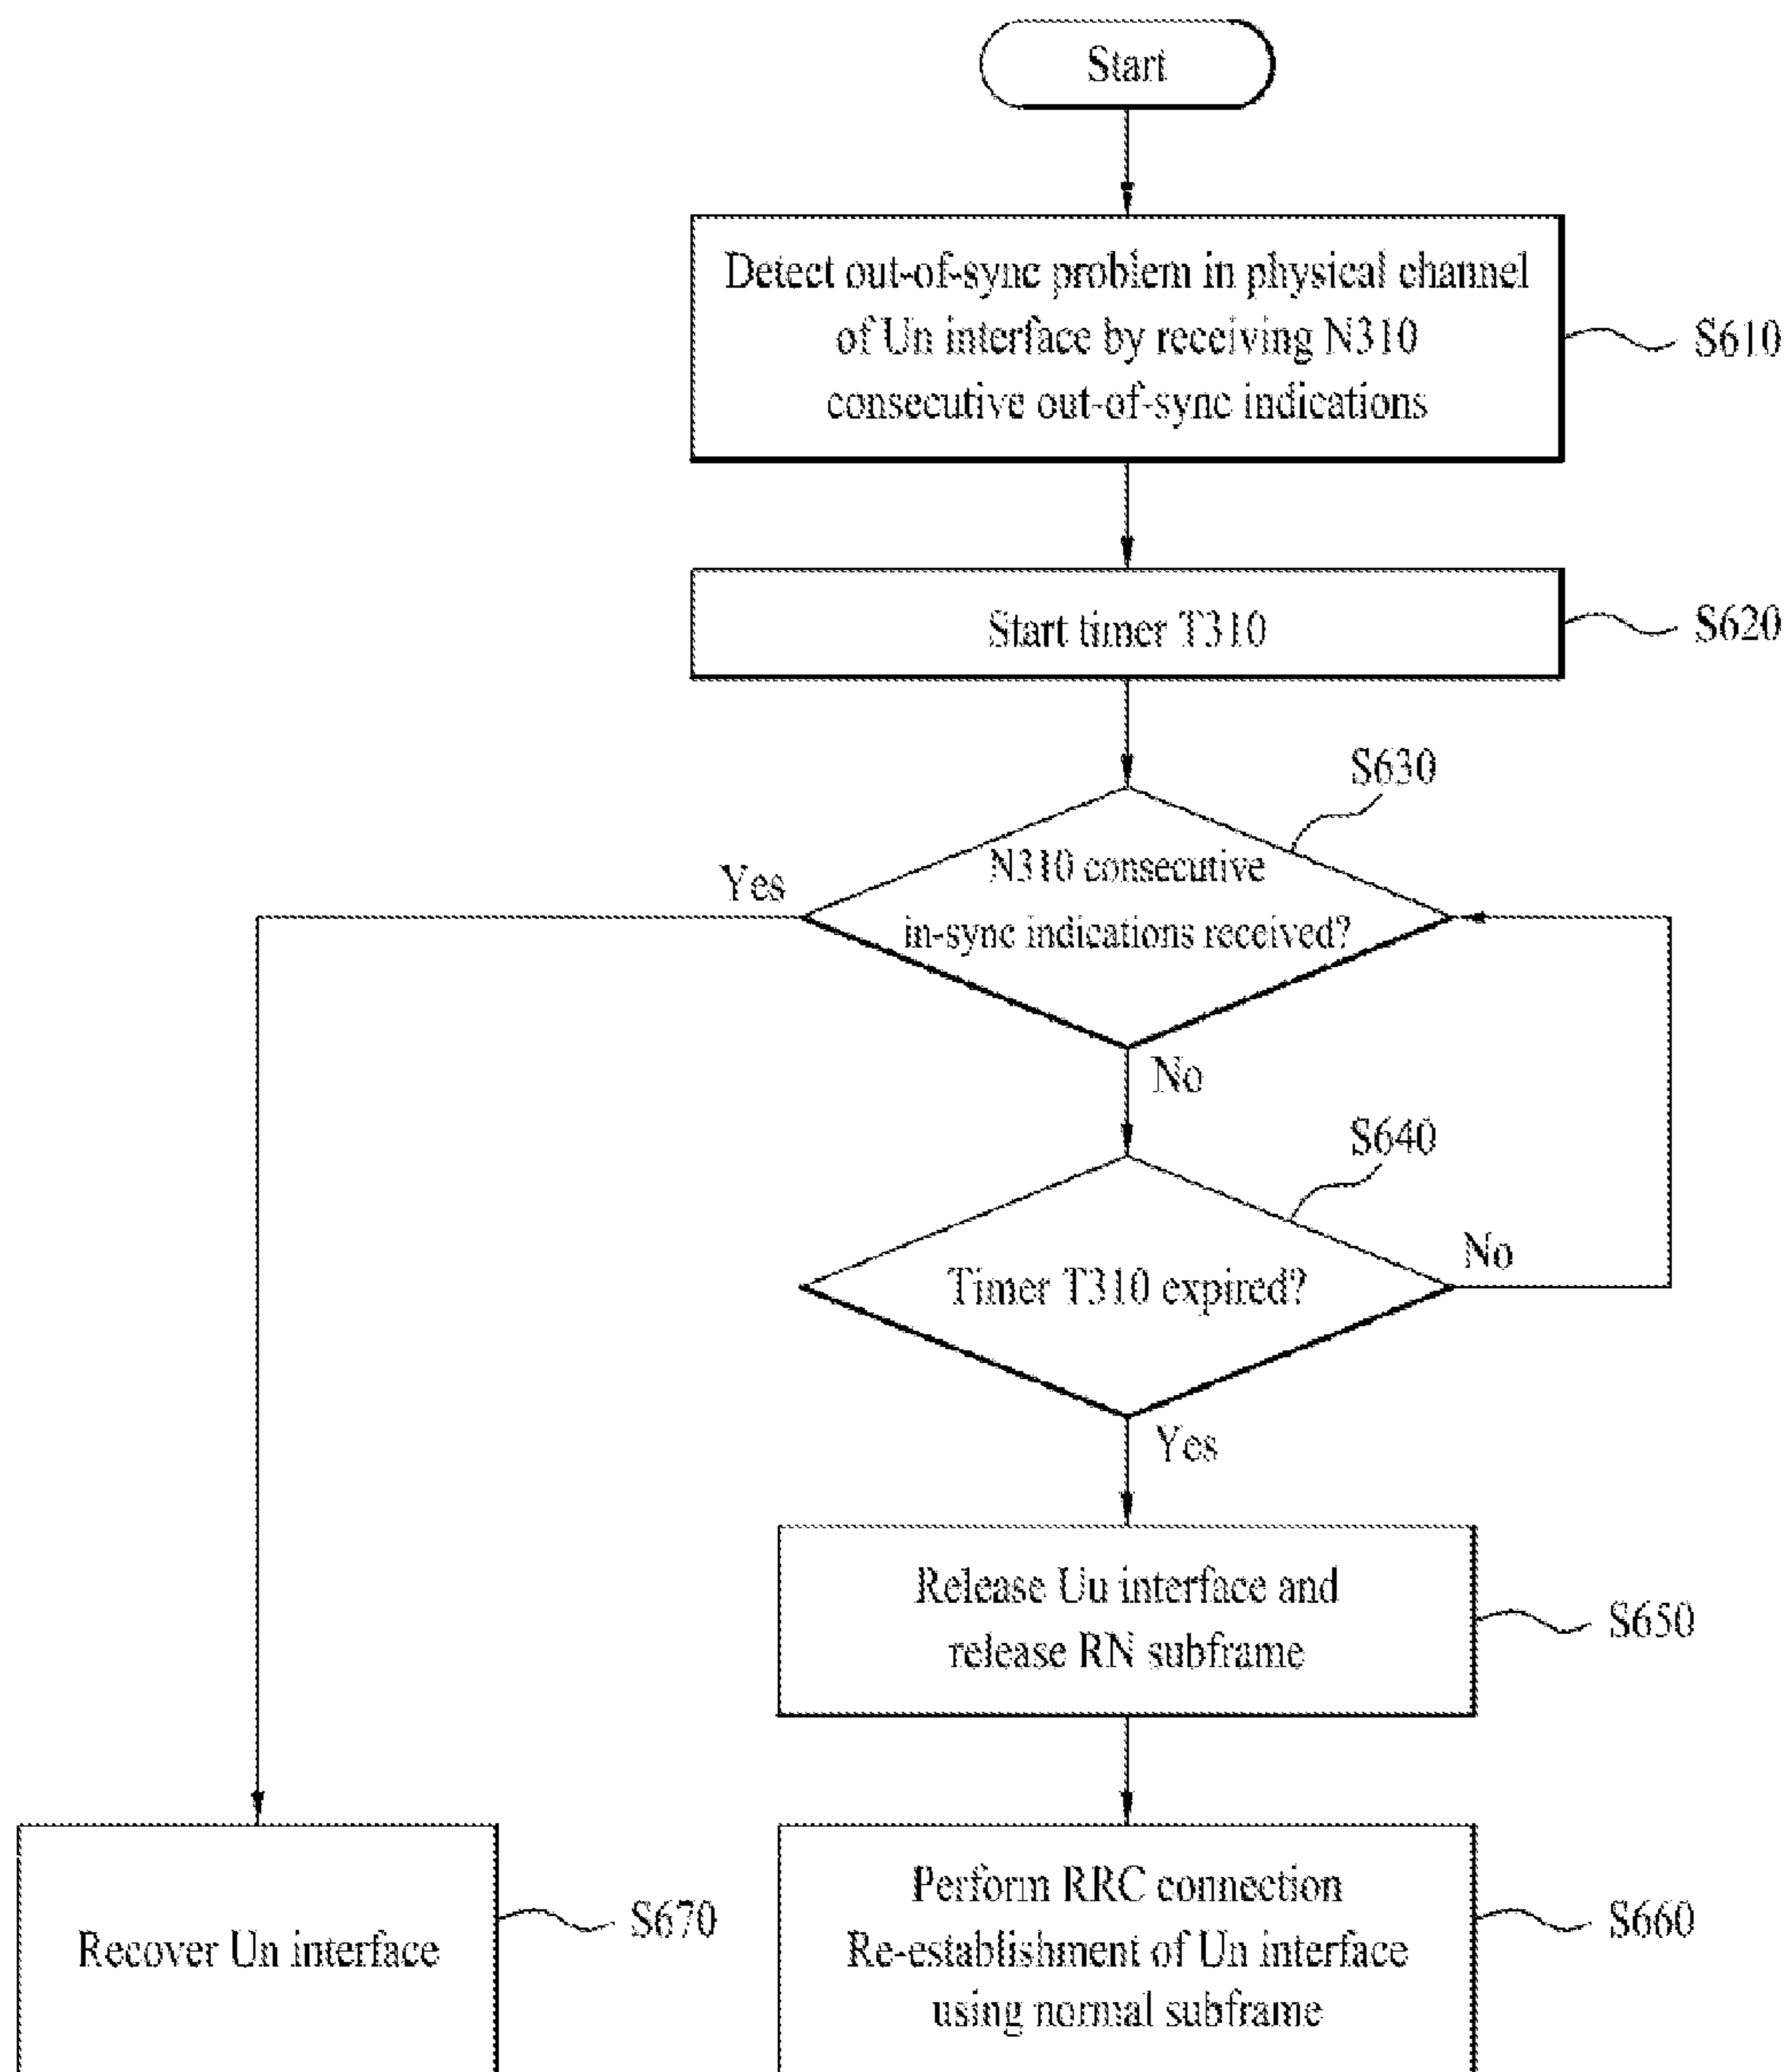 Start
Detect out-of-sync problem in physical channel
of Un interface by receiving N310
consecutive out-of-sync indications
S610
Start timer T310
S620
S630
N310 consecutive
in-sync indications received?
Yes
No
S640
Timer T310 expired?
No
Yes
Release Uu interface and
release RN subframe
S650
Perform RRC connection
Re-establishment of Un interface
using normal subframe
S660
Recover Un interface
S670